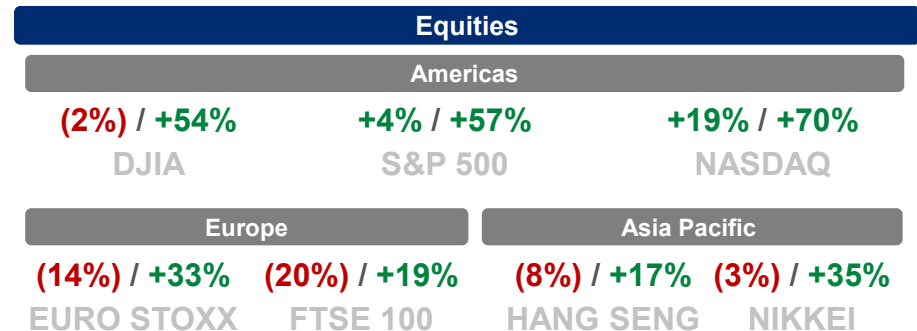 Equities
Americas
(2%) / +54% +4% / +57% +19% / +70%
DJIA S&P 500 NASDAQ
Europe Asia Pacific
(14%) / +33% (20%) / +19% (8%) / +17% (3%) / +35%
EURO STOXX FTSE 100 HANG SENG NIKKEI